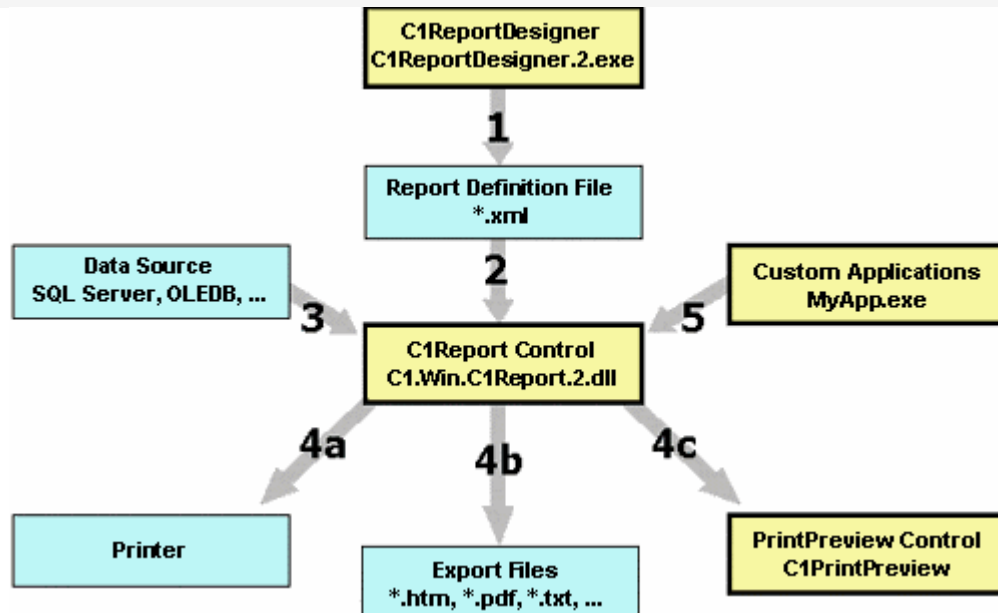 C1ReportDesigner
C1ReportDesigner.2.exe
1
Report Definition File
*.xml
Data Source
SQL Server, OLEDB, ...
2
Custom Applications
MyApp.exe
3
5
C1Report Control
C1.Win.C1Report.2.dll
4a
4b
4c
Printer
Export Files
*.htm, *.pdf, *.txt, ...
PrintPreview Control
C1PrintPreview